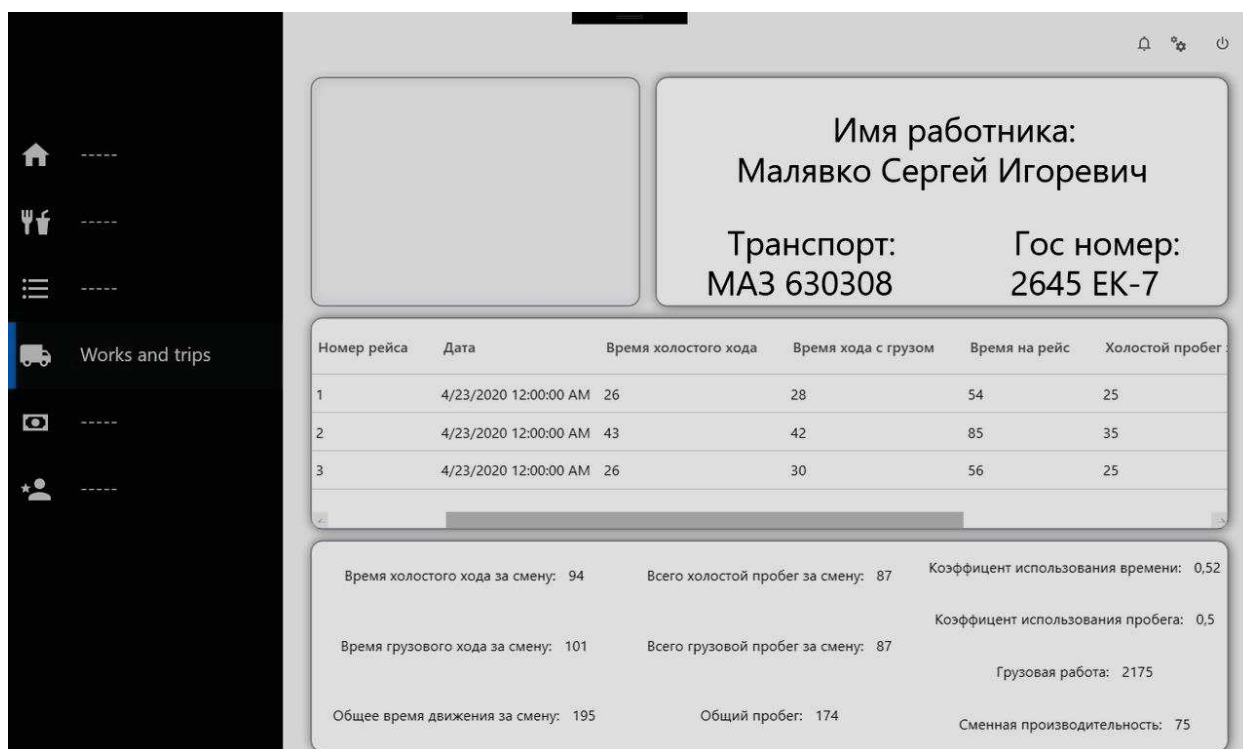 -----
-----
-----
Works and trips
-----
-----
Имя работника:
Малявко Сергей Игоревич
Транспорт: Гос номер:
МАЗ 630308 2645 ЕК-7
Номер рейса Дата Время холостого хода Время хода с грузом Время на рейс Холостой пробег
1 4/23/2020 12:00:00 AM 26 28 54 25
2 4/23/2020 12:00:00 AM 43 42 85 35
3 4/23/2020 12:00:00 AM 26 30 56 25
Время холостого хода за смену: 94 Всего холостой пробег за смену: 87 Коэффицент использования времени: 0,52
Коэффицент использования пробега: 0,5
Время грузового хода за смену: 101 Всего грузовой пробег за смену: 87
Грузовая работа: 2175
Общее время движения за смену: 195 Общий пробег: 174 Сменная производительность: 75